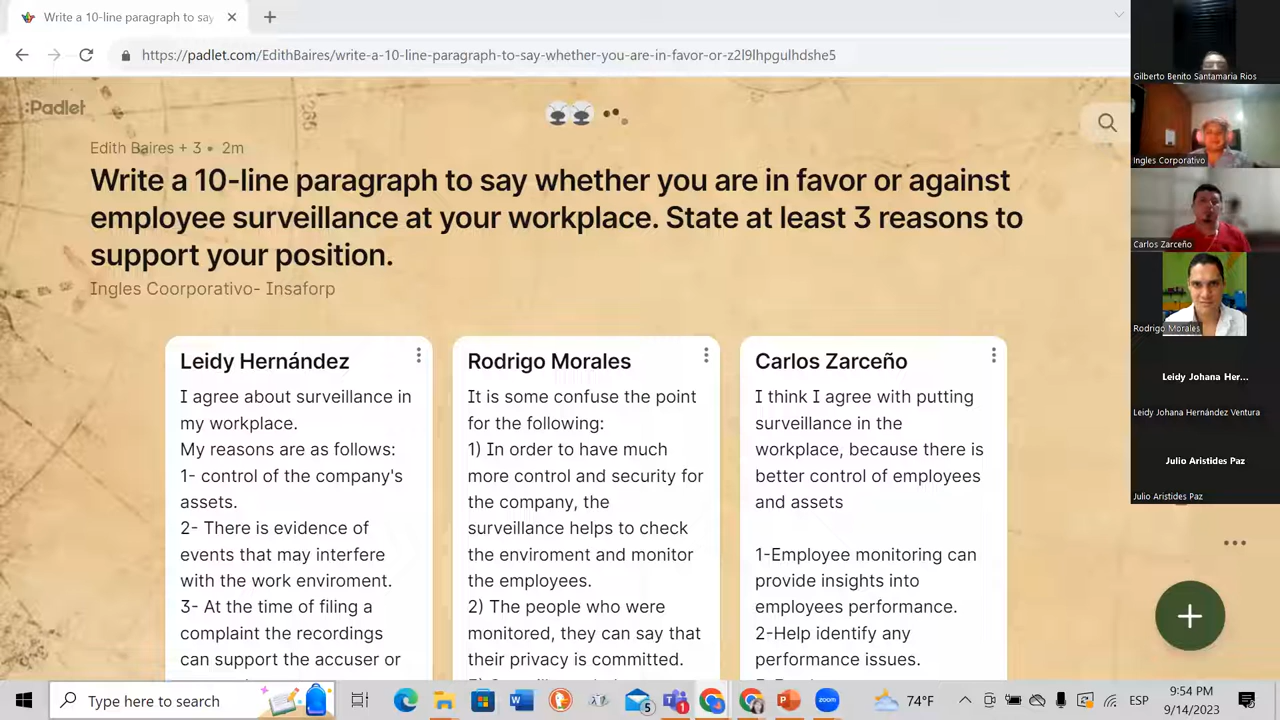 Write a 10-line paragraph to say
https://padlet.com/EdithBaires/write-a-10-line-paragraph-to-say-whether-you-are-in-favor-or-z2l9lhpgulhdshe5
:Padlet
Edith Baires + 3 • 2m
Write a 10-line paragraph to say whether you are in favor or against
employee surveillance at your workplace. State at least 3 reasons to
support your position.
Ingles Coorporativo- Insaforp
Leidy Hernández
I agree about surveillance in
my workplace.
My reasons are as follows:
1- control of the company's
assets.
2- There is evidence of
events that may interfere
with the work enviroment.
3- At the time of filing a
complaint the recordings
can support the accuser or
Rodrigo Morales
It is some confuse the point
for the following:
1) In order to have much
more control and security for
the company, the
surveillance helps to check
the enviroment and monitor
the employees.
2) The people who were
monitored, they can say that
their privacy is committed.
Carlos Zarceño
I think I agree with putting
surveillance in the
workplace, because there is
better control of employees
and assets
1-Employee monitoring can
provide insights into
employees performance.
2-Help identify any
performance issues.
Gilberto Benito Santamaria Rios
Ingles Corporativo
Carlos Zarceño
Rodrigo Morales
Leidy Johana Her...
Leidy Johana Hernández Ventura
Julio Aristides Paz
Julio Aristides Paz
Type here to search
5
1
zoom
74°F
ESP
9:54 PM
9/14/2023